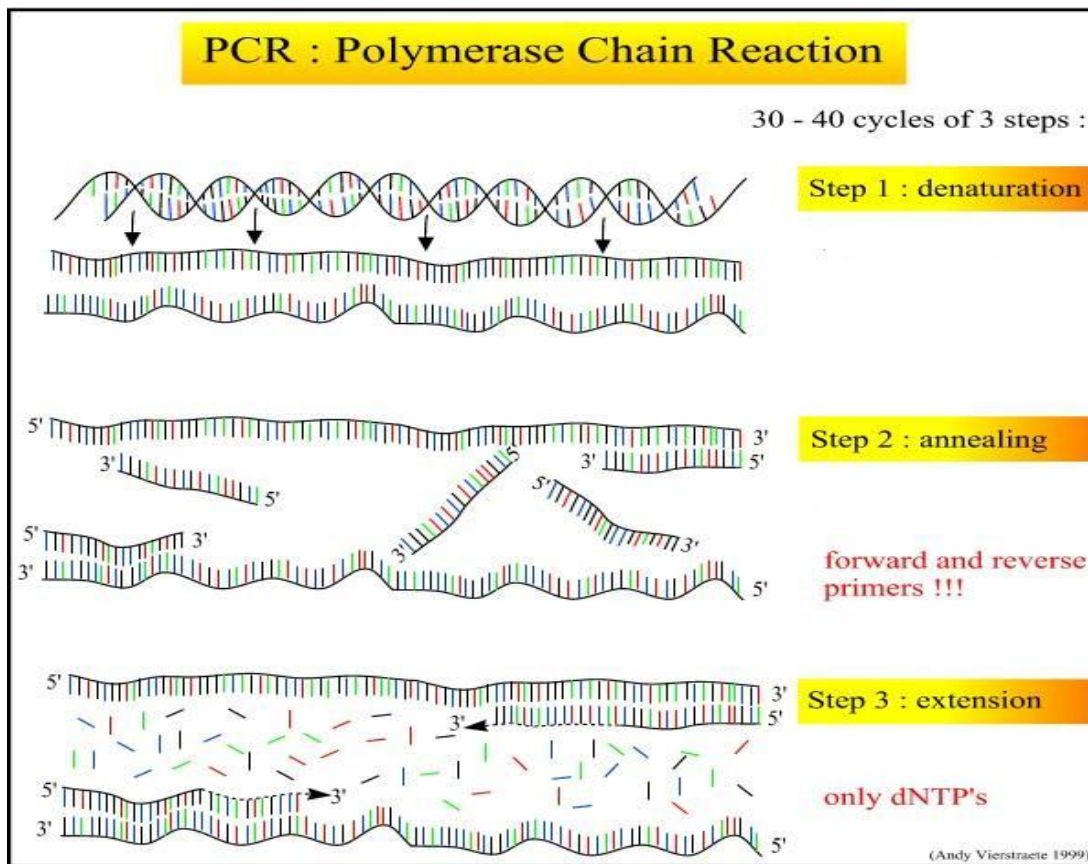 PCR : Polymerase Chain Reaction
30 - 40 cycles of 3 steps :
Step 1 : denaturation
5'
3'
Step 2 : annealing
3'
5'
5'
5'
5'
5'
3'
3'
3'
3'
5'
forward and reverse
primers !!!
5'
3'
Step 3 : extension
3'
5'
5'
3'
only dNTP's
3'
5'
(Andy Vierstraete 1999)